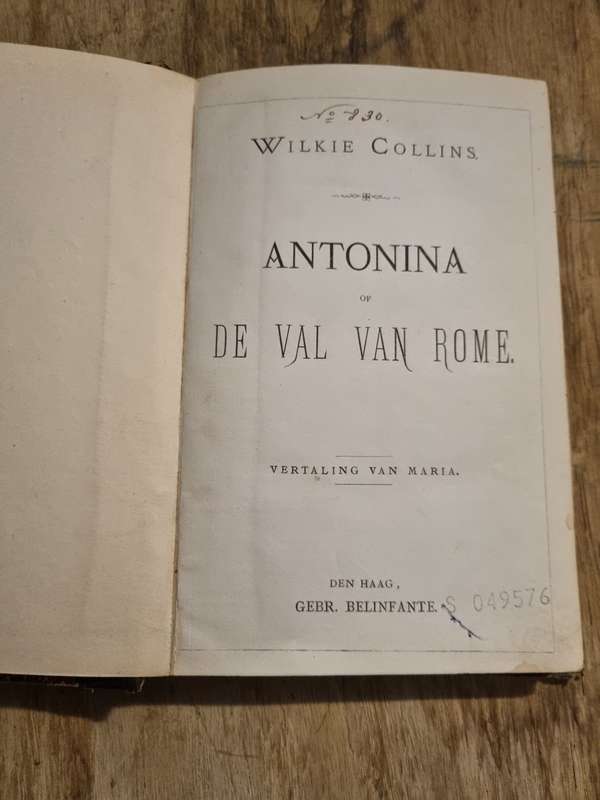 No 830.
WILKIE COLLINS.
ANTONINA
OF
DE VAL VAN ROME.
VERTALING VAN MARIA.
DEN HAAG,
GEBR. BELINFANTE.
S 049576